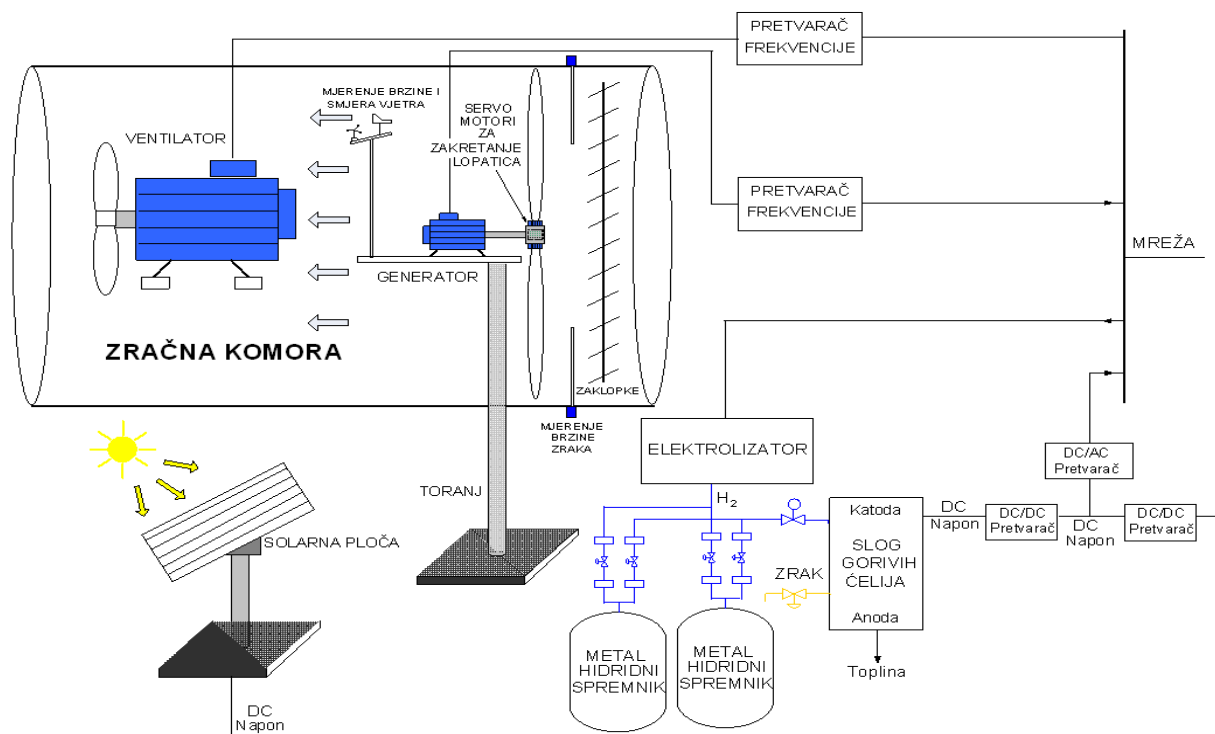 PRETVARAČ
FREKVENCIJE
MJERENJE BRZINE I
SMJERA VJETRA
SERVO
MOTORI
ZA
ZAKRETANJE
LOPATICA
VENTILATOR
PRETVARAČ
FREKVENCIJE
MREŽA
GENERATOR
ZRAČNA KOMORA
ZAKLOPKE
MJERENJE
BRZINE
ZRAKA
ELEKTROLIZATOR
DC/AC
Pretvarač
TORANJ
H2
Katoda
DC
Napon
DC/DC
Pretvarač
DC
Napon
DC/DC
Pretvarač
SOLARNA PLOČA
SLOG
GORIVIH
ĆELIJA
ZRAK
Anoda
METAL
HIDRIDNI
SPREMNIK
METAL
HIDRIDNI
SPREMNIK
Toplina
DC
Napon